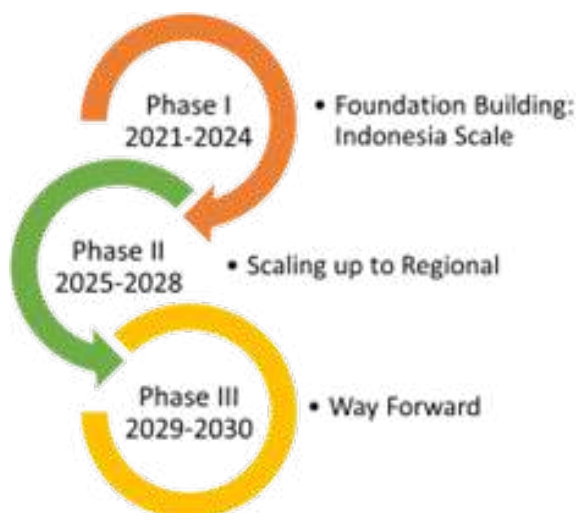 Phase I
2021-2024
• Foundation Building:
Indonesia Scale
Phase II
2025-2028
• Scaling up to Regional
Phase III
2029-2030
• Way Forward